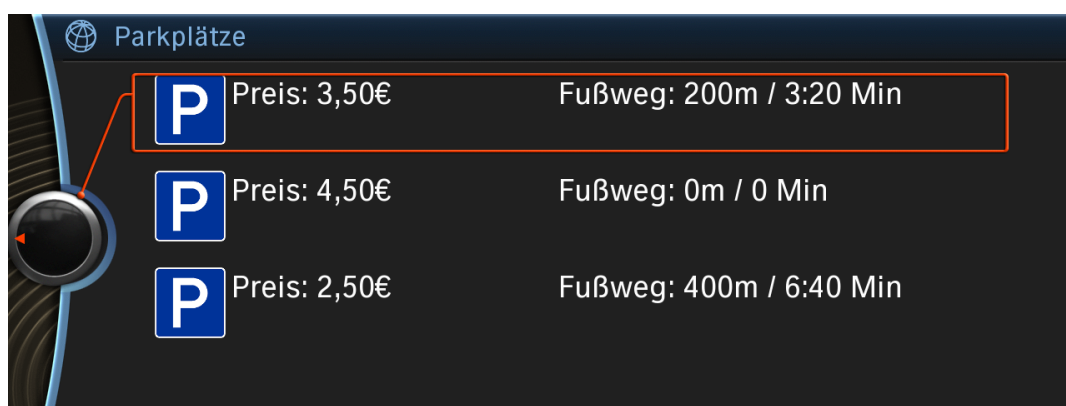 Parkplätze
P Preis: 3,50€ Fußweg: 200m / 3:20 Min
P Preis: 4,50€ Fußweg: 0m / 0 Min
P Preis: 2,50€ Fußweg: 400m / 6:40 Min